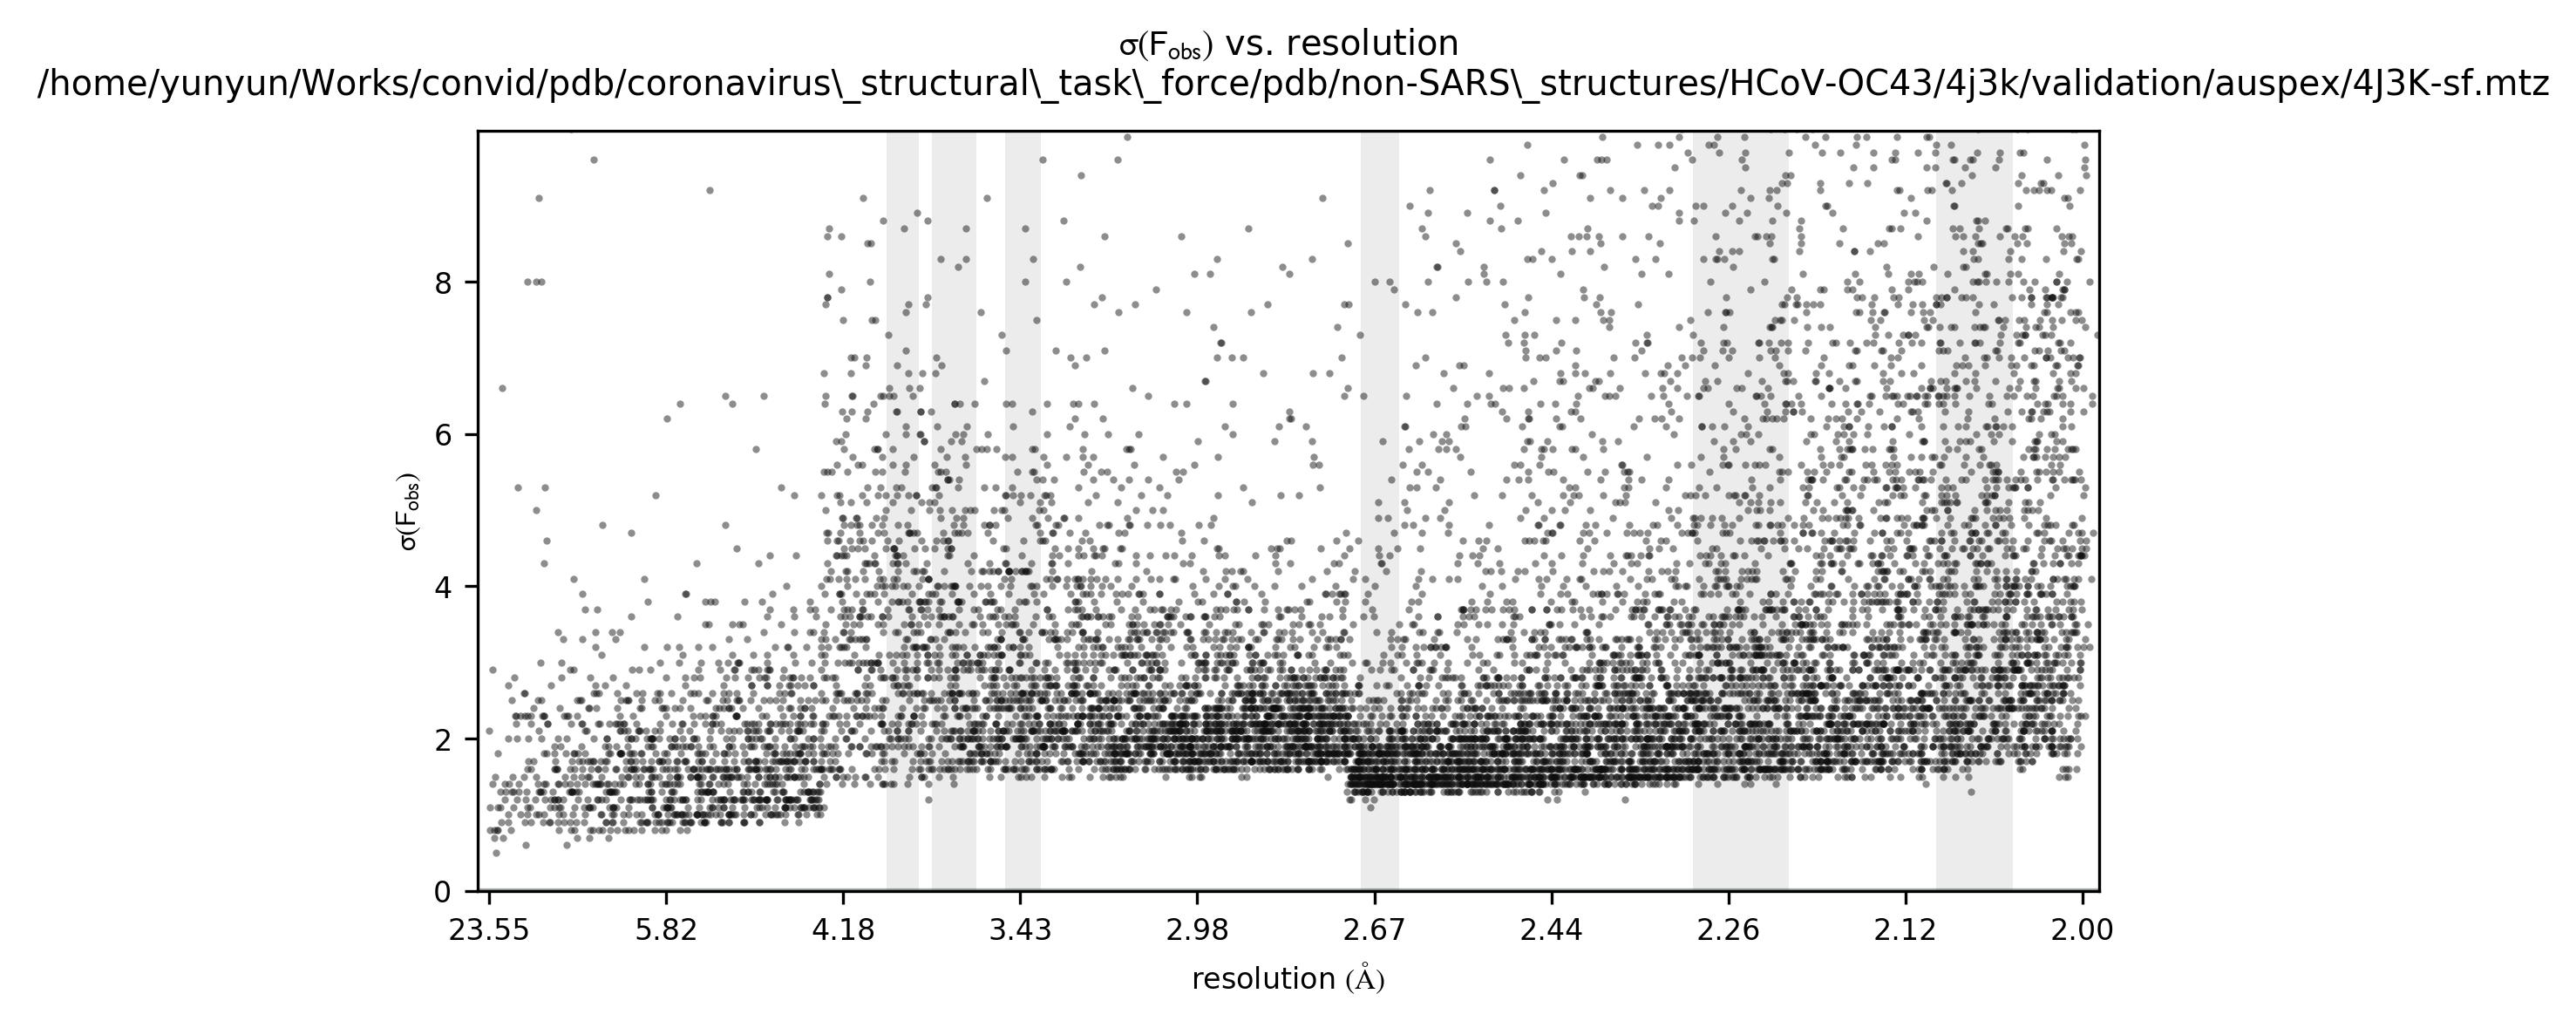 σ(Fobs) vs. resolution
/home/yunyun/Works/convid/pdb/coronavirus\_structural\_task\_force/pdb/non-SARS\_structures/HCoV-OC43/4j3k/validation/auspex/4J3K-sf.mtz
8
6
4
2
0
σ(Fobs)
23.55 5.82 4.18 3.43 2.98 2.67 2.44 2.26 2.12 2.00
resolution (Å)